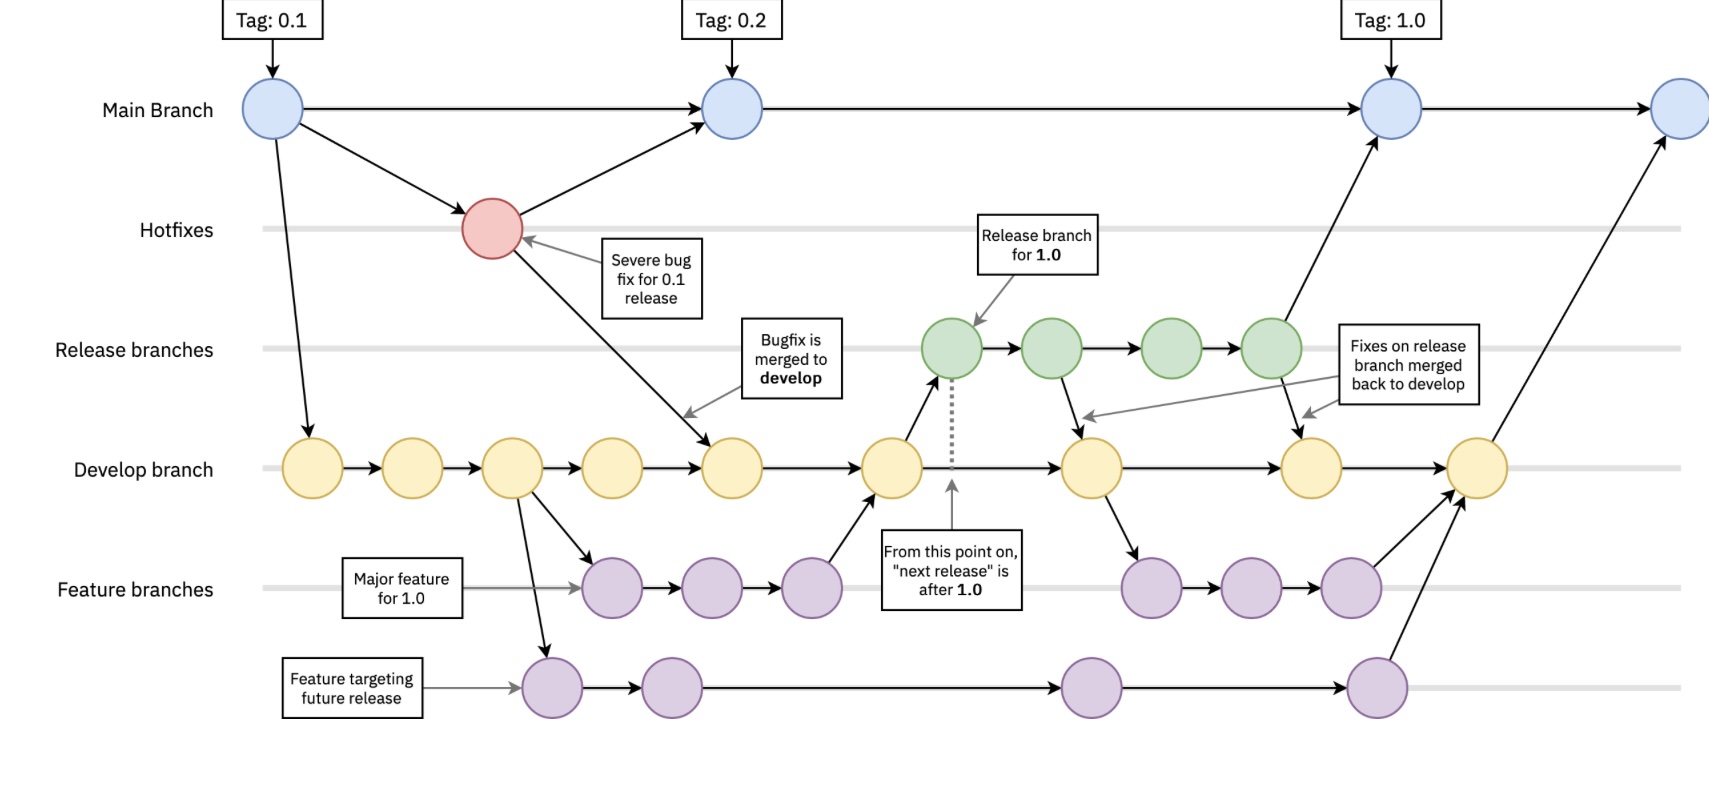 Tag: 0.1
Tag: 0.2
Tag: 1.0
Main Branch
Hotfixes
Severe bug
fix for 0.1
release
Release branch
for 1.0
Release branches
Bugfix is
merged to
develop
Fixes on release
branch merged
back to develop
Develop branch
Feature branches
Major feature
for 1.0
From this point on,
"next release" is
after 1.0
Feature targeting
future release